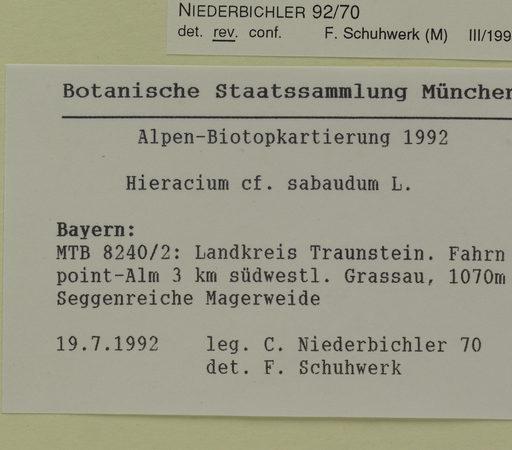 NIEDERBICHLER 92/70
det. rev. conf. F. Schuhwerk (M) III/199
Botanische Staatssammlung München
Alpen-Biotopkartierung 1992
Hieracium cf. sabaudum L.
Bayern:
MTB 8240/2: Landkreis Traunstein. Fahrn
point-Alm 3 km südwestl. Grassau, 1070m
Seggenreiche Magerweide
19.7.1992 leg. C. Niederbichler 70
det. F. Schuhwerk